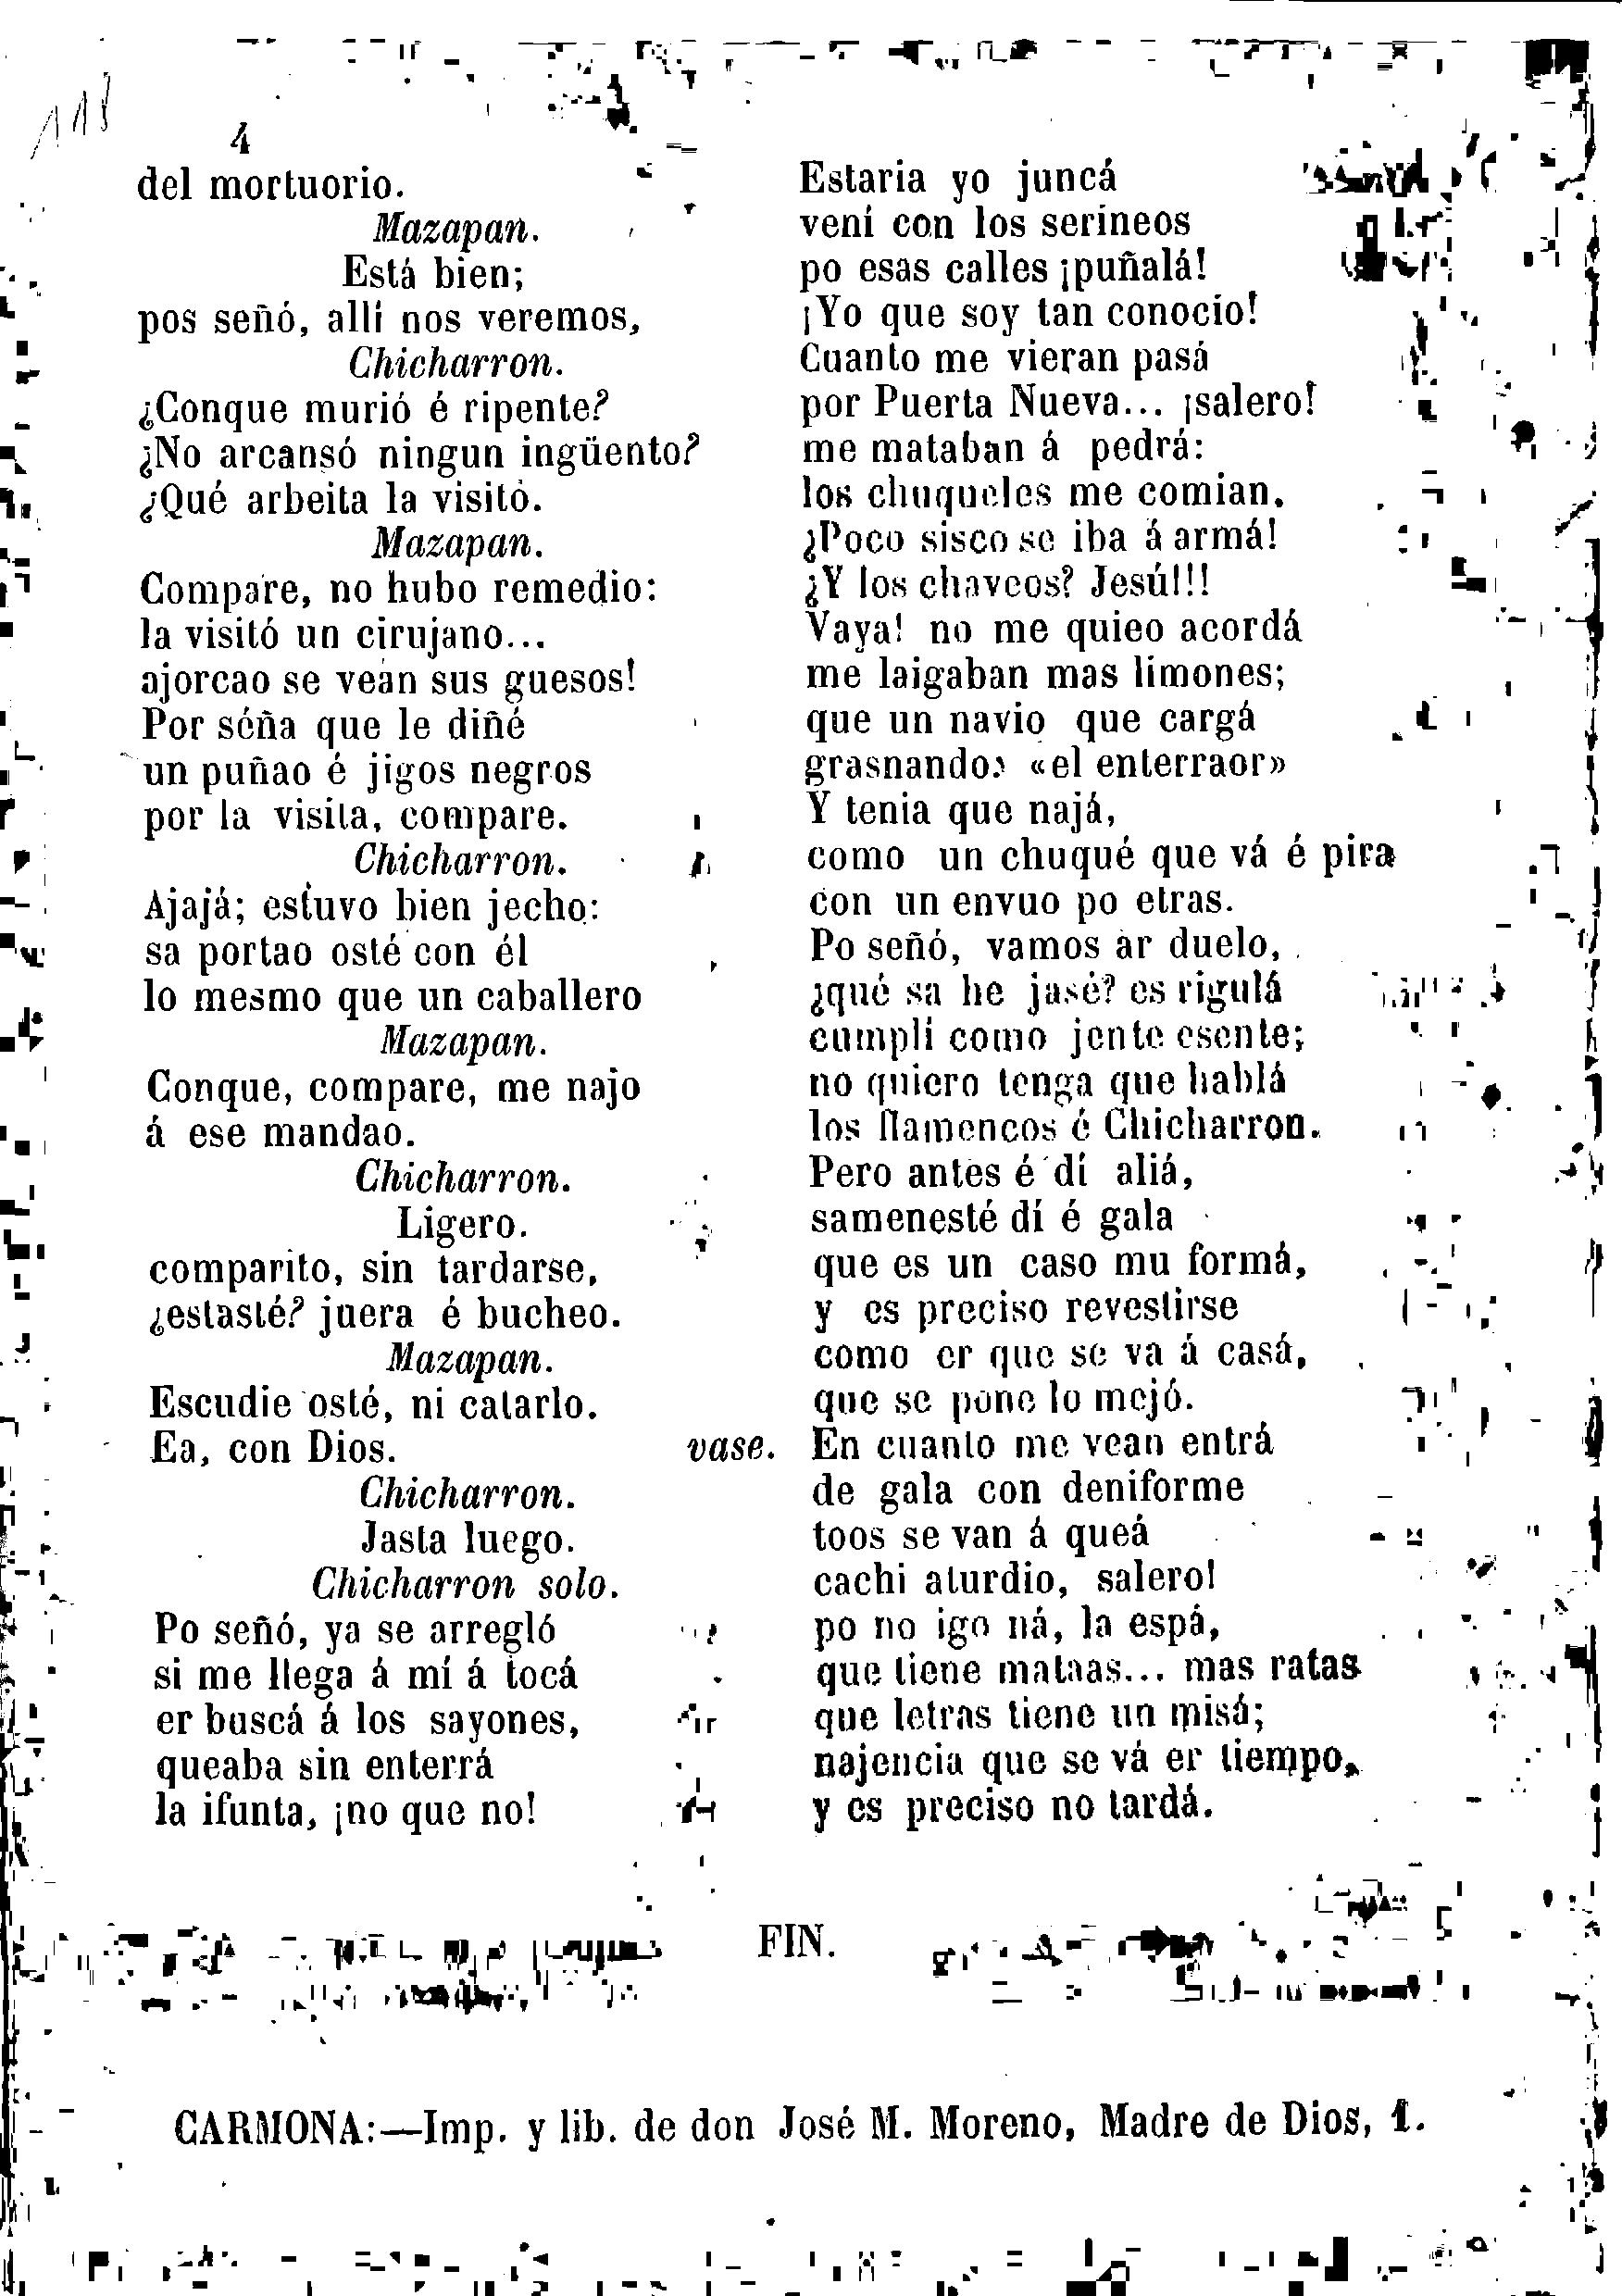 118
4
del mortuorio.
Mazapan.
Está bien;
pos señó, allí nos veremos,
Chicharron.
¿Conque murió é ripente?
¿No arcansó ningun ingüento?
¿Qué arbeita la visitó.
Mazapan.
Compare, no hubo remedio:
la visitó un cirujano...
ajorcao se vean sus guesos!
Por séña que le diñé
un puñao é jigos negros
por la visita, compare.
Chicharron.
Ajajá; estuvo bien jecho:
sa portao osté con él
lo mesmo que un caballero
Mazapan.
Conque, compare, me najo
á ese mandao.
Chicharron.
Ligero.
comparito, sin tardarse,
¿estasté? juera é bucheo.
Mazapan.
Escudie osté, ni catarlo.
Ea, con Dios. vase.
Chicharron.
Jasta luego.
Chicharron solo.
Po señó, ya se arregló
si me llega á mí á tocá
er buscá á los sayones,
queaba sin enterrá
la ifunta, ¡no que no!
Estaria yo juncá
vení con los serineos
po esas calles ¡puñalá!
¡Yo que soy tan conocío!
Cuanto me vieran pasá
por Puerta Nueva... ¡salero!
me mataban á pedrá:
los chuqueles me comian.
¿Poco sisco se iba á armá!
¿Y los chaveos? Jesú!!!
Vaya! no me quieo acordá
me laigaban mas limones;
que un navio que cargá
grasnando: «el enterraor»
Y tenia que najá,
como un chuqué que vá é pira
con un envuo po etras.
Po señó, vamos ar duelo,
¿qué sa he jasé? es rigulá
cumplí como jente esente;
no quiero tenga que hablá
los flamencos é Chicharron.
Pero antes é dí aliá,
samenesté dí é gala
que es un caso mu formá,
y es preciso revestirse
como er que se va á casá,
que se pone lo mejó.
En cuanto me vean entrá
de gala con deniforme
toos se van á queá
cachi aturdio, salero!
po no igo ná, la espá,
que tiene mataas... mas ratas
que letras tiene un misá;
najencia que se vá er tiempo,
y es preciso no tardá.
FIN.
CARMONA:—Imp. y lib. de don José M. Moreno, Madre de Dios, 1.